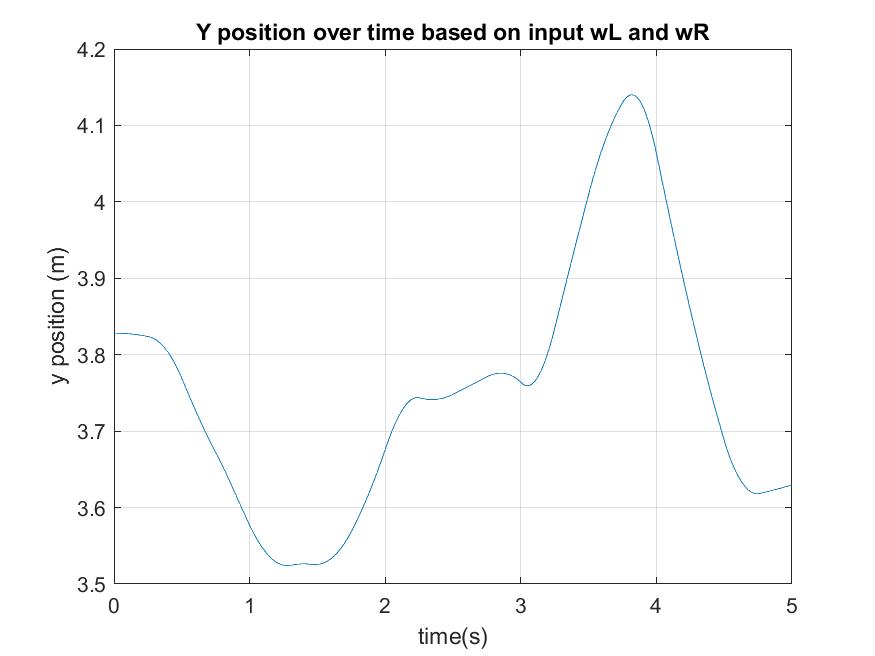 Y position over time based on input wL and wR
4.2
4.1
4
3.9
3.8
3.7
3.6
3.5
y position (m)
0 1 2 3 4 5
time(s)